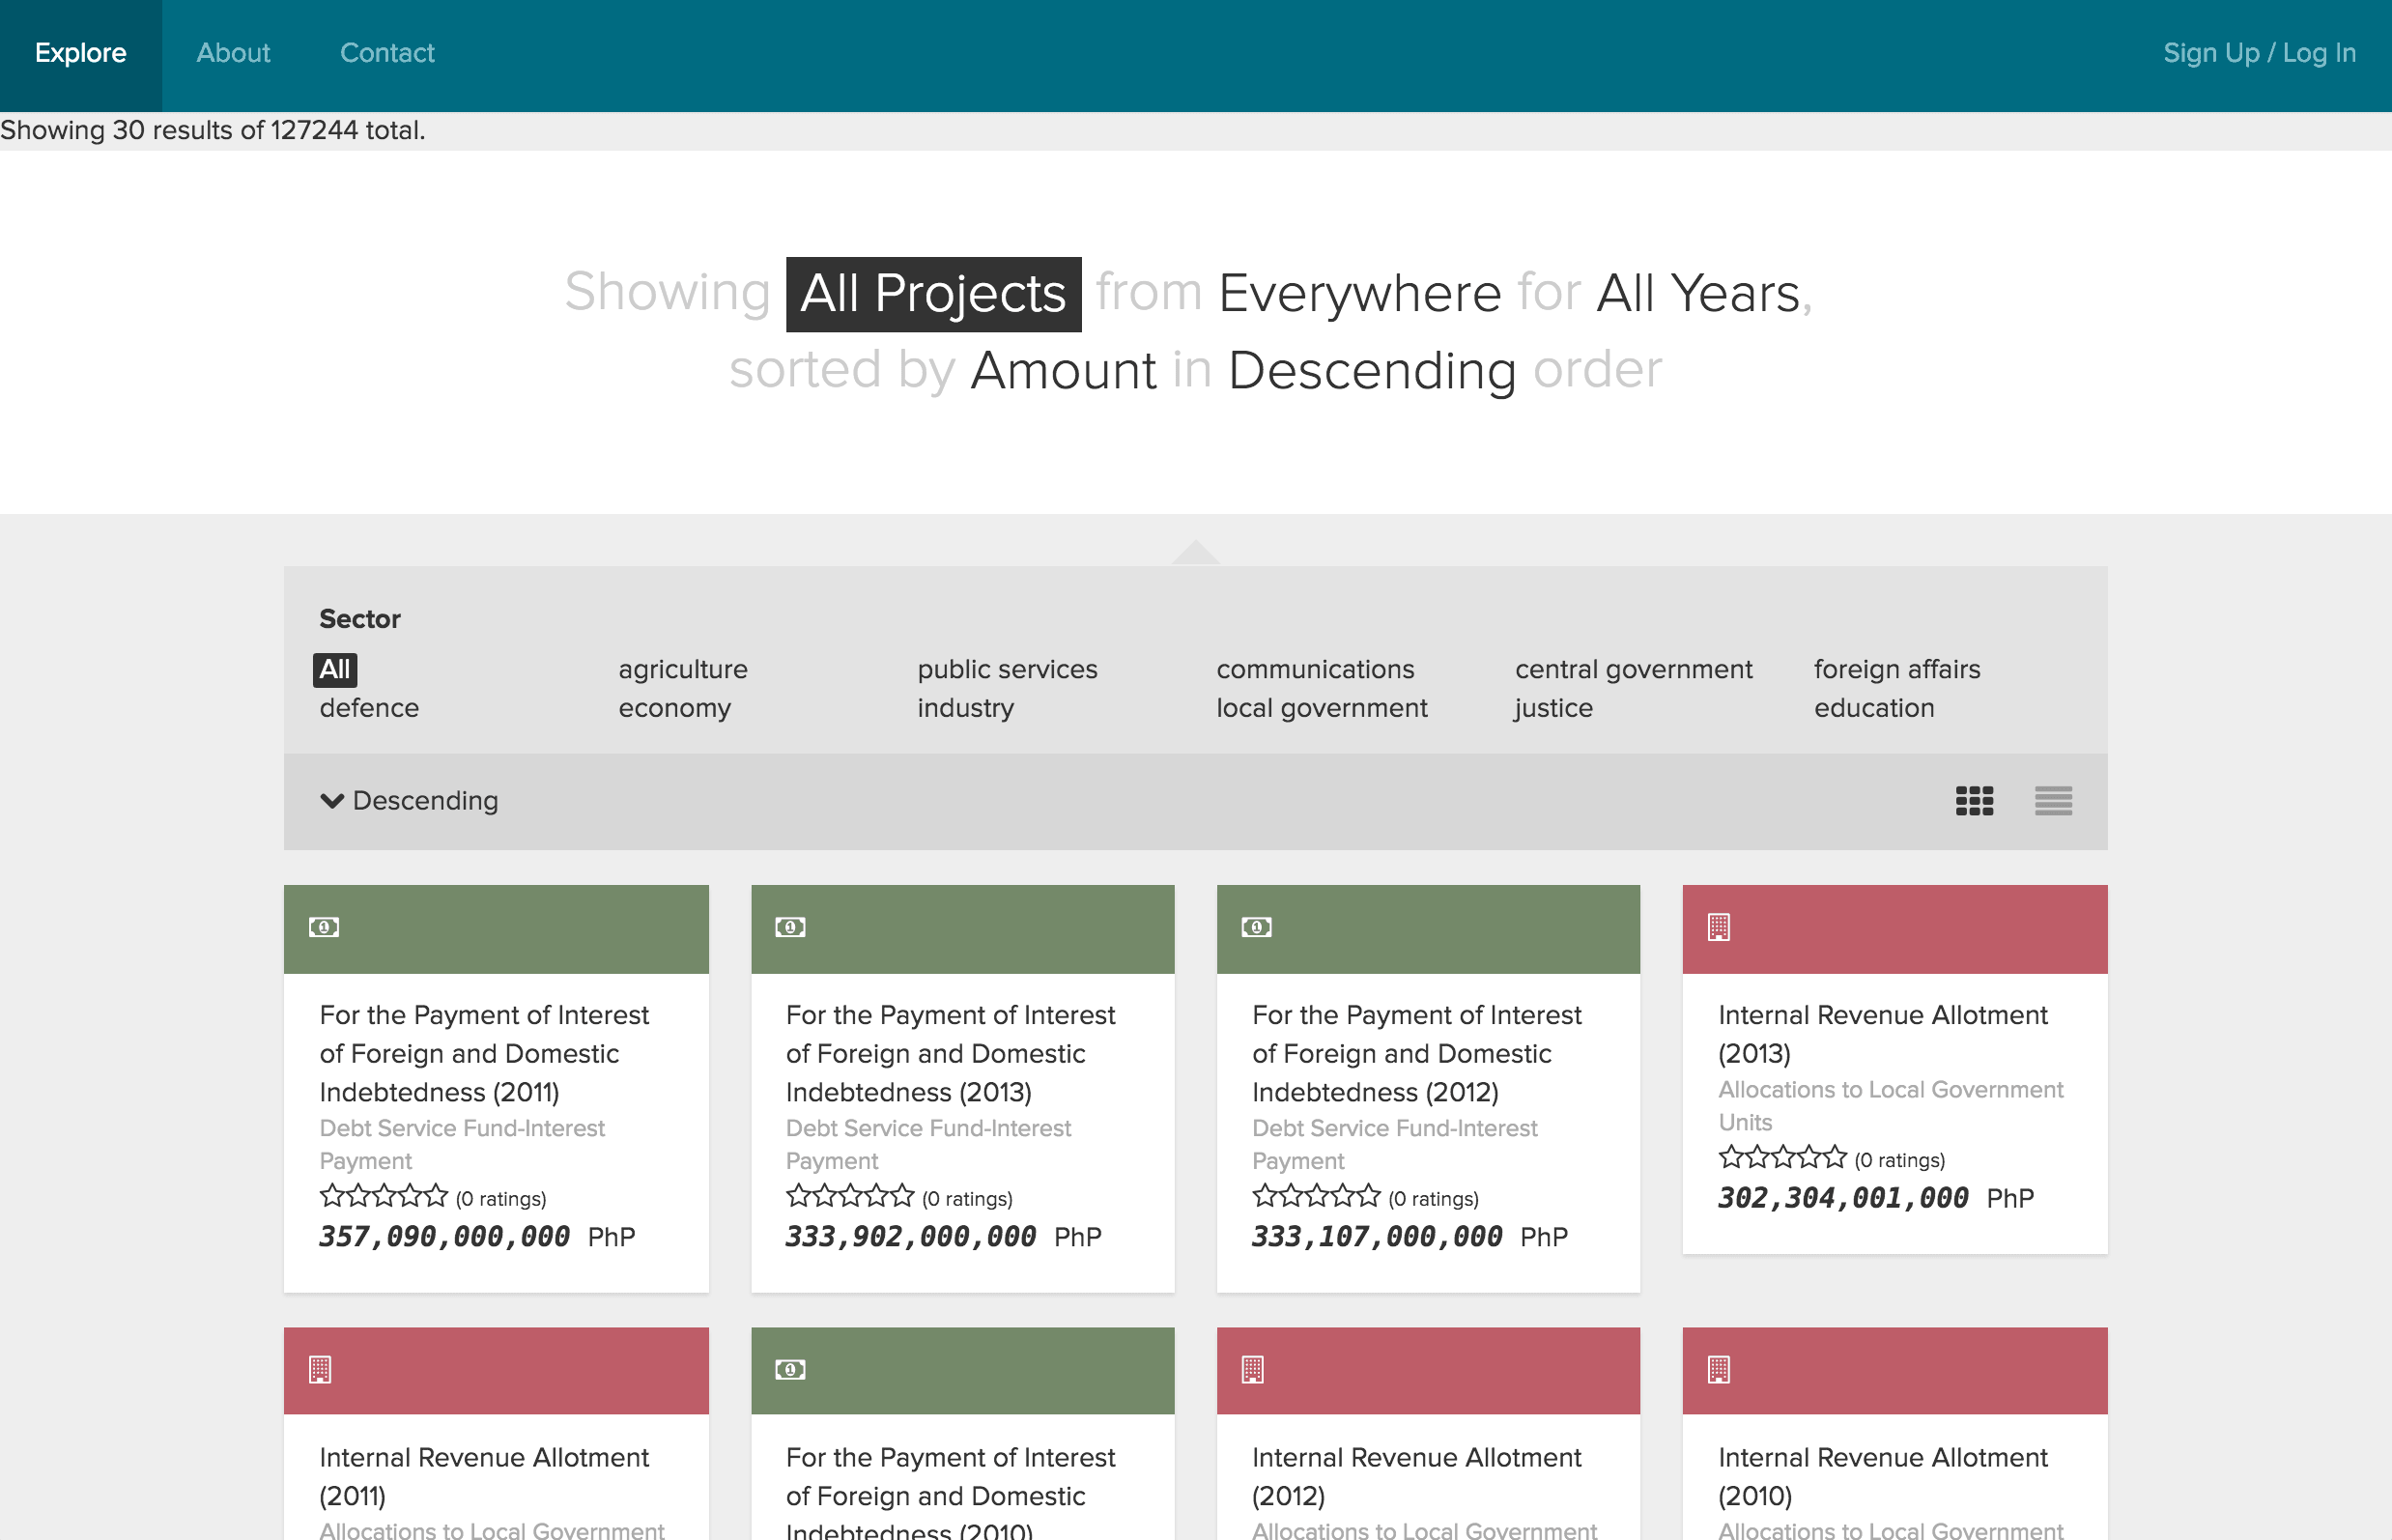 Explore About Contact Sign Up / Log In
Showing 30 results of 127244 total.
Showing All Projects from Everywhere for All Years,
sorted by Amount in Descending order
Sector
All agriculture public services communications central government foreign affairs
defence economy industry local government justice education
Descending
For the Payment of Interest
of Foreign and Domestic
Indebtedness (2011)
Debt Service Fund-Interest
Payment
(0 ratings)
357,090,000,000 PhP
For the Payment of Interest
of Foreign and Domestic
Indebtedness (2013)
Debt Service Fund-Interest
Payment
(0 ratings)
333,902,000,000 PhP
For the Payment of Interest
of Foreign and Domestic
Indebtedness (2012)
Debt Service Fund-Interest
Payment
(0 ratings)
333,107,000,000 PhP
Internal Revenue Allotment
(2013)
Allocations to Local Government
Units
(0 ratings)
302,304,001,000 PhP
Internal Revenue Allotment
(2011)
Allocations to Local Government
For the Payment of Interest
of Foreign and Domestic
Indebtedness (2010)
Internal Revenue Allotment
(2012)
Allocations to Local Government
Internal Revenue Allotment
(2010)
Allocations to Local Government